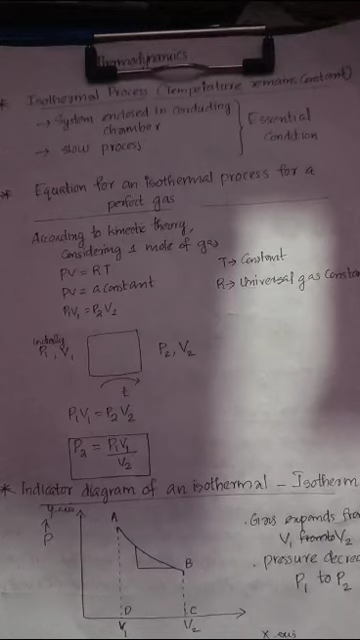 Thermodynamics
* Isothermal Process (Temperature remains Constant)
→ System enclosed in conducting chamber
→ slow process
Essential Condition
* Equation for an isothermal process for a perfect gas
According to kinetic theory,
Considering 1 mole of gas
PV = RT
PV = a constant
P₁V₁ = P₂V₂
T → Constant
R → Universal gas Constan
Initially
P₁, V₁
P₂, V₂
t
P₁V₁ = P₂V₂
P₂ = P₁V₁
V₂
* Indicator diagram of an isothermal - Isotherm
P
A
B
D
C
V₁
V₂
X axis
. Gas expands from
V₁ to V₂
. pressure decrea
P₁ to P₂